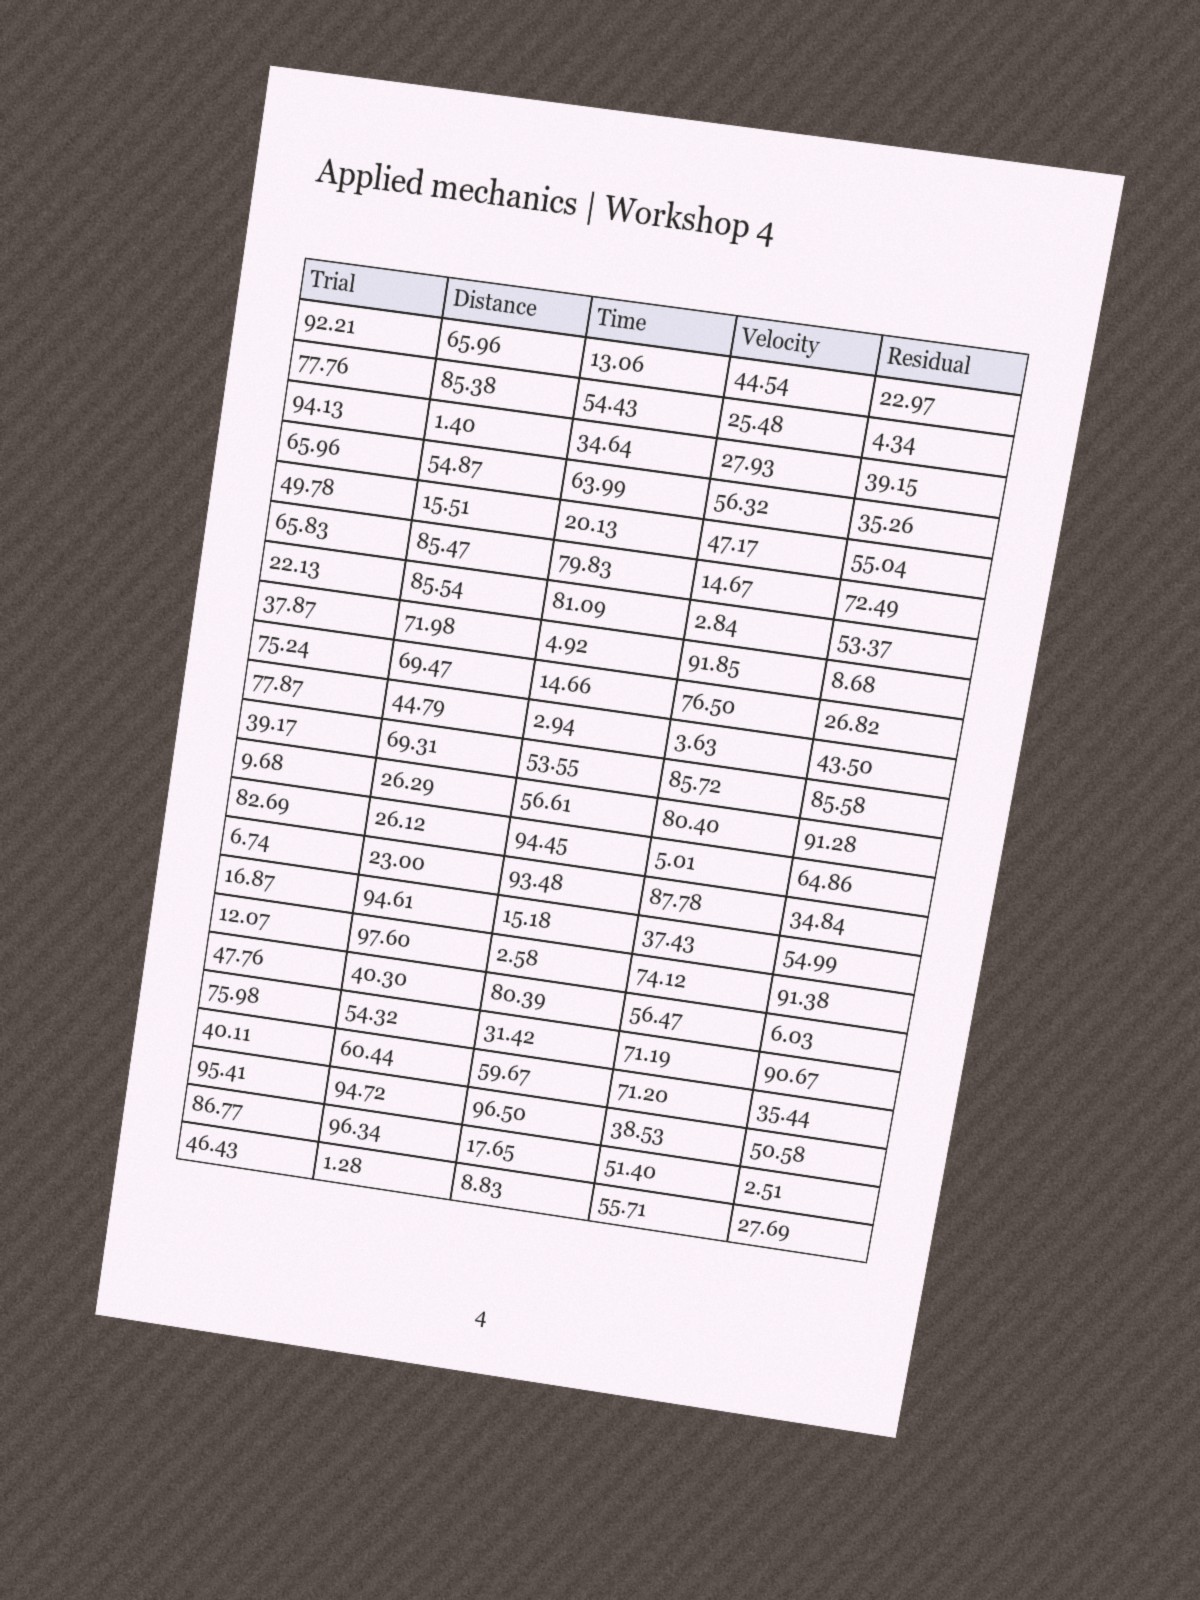 Applied mechanics | Workshop 4
Trial Distance Time Velocity Residual
92.21 65.96 13.06 44.54 22.97
77.76 85.38 54.43 25.48 4.34
94.13 1.40 34.64 27.93 39.15
65.96 54.87 63.99 56.32 35.26
49.78 15.51 20.13 47.17 55.04
65.83 85.47 79.83 14.67 72.49
22.13 85.54 81.09 2.84 53.37
37.87 71.98 4.92 91.85 8.68
75.24 69.47 14.66 76.50 26.82
77.87 44.79 2.94 3.63 43.50
39.17 69.31 53.55 85.72 85.58
9.68 26.29 56.61 80.40 91.28
82.69 26.12 94.45 5.01 64.86
6.74 23.00 93.48 87.78 34.84
16.87 94.61 15.18 37.43 54.99
12.07 97.60 2.58 74.12 91.38
47.76 40.30 80.39 56.47 6.03
75.98 54.32 31.42 71.19 90.67
40.11 60.44 59.67 71.20 35.44
95.41 94.72 96.50 38.53 50.58
86.77 96.34 17.65 51.40 2.51
46.43 1.28 8.83 55.71 27.69
4